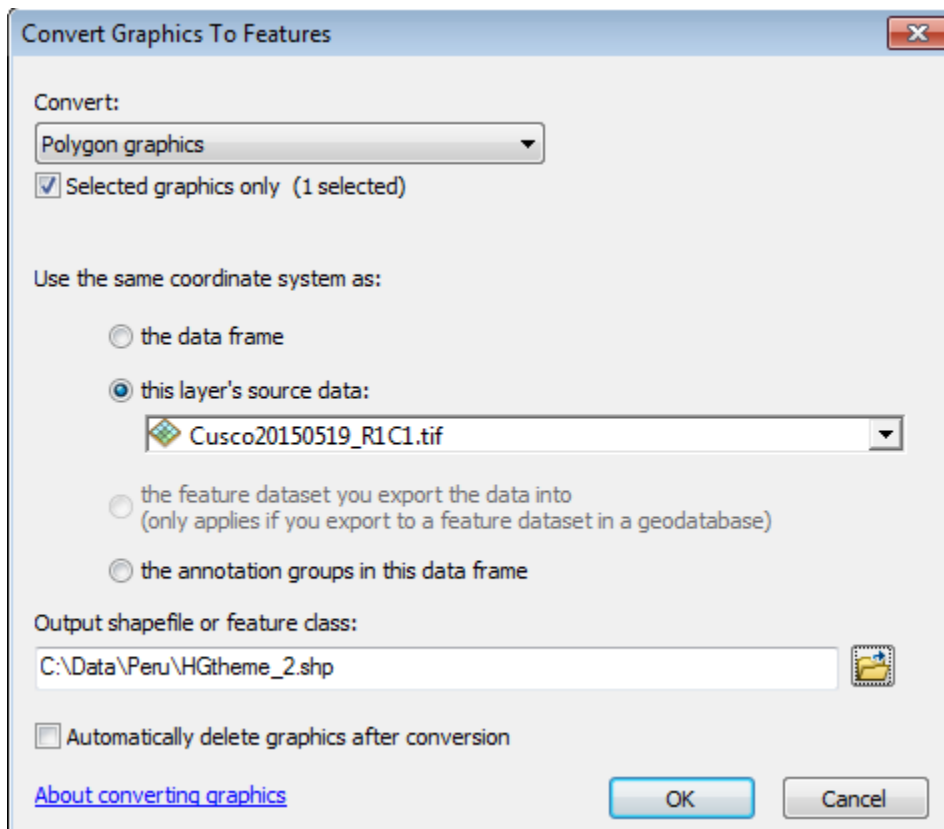 Convert Graphics To Features
Convert:
Polygon graphics
Selected graphics only (1 selected)
Use the same coordinate system as:
the data frame
this layer's source data:
Cusco20150519_R1C1.tif
the feature dataset you export the data into
(only applies if you export to a feature dataset in a geodatabase)
the annotation groups in this data frame
Output shapefile or feature class:
C:\Data\Peru\HGtheme_2.shp
Automatically delete graphics after conversion
About converting graphics
OK
Cancel